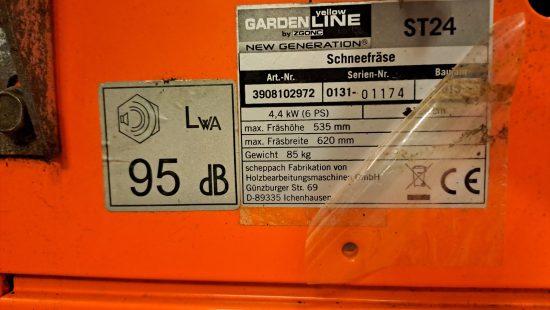 yellow
GARDENLINE
by ZGONC
NEW GENERATION®
ST24
Schneefräse
Art.-Nr. Serien-Nr.
3908102972 0131- 01174
4,4 kW (6 PS)
max. Fräshöhe 535 mm
max. Fräsbreite 620 mm
Gewicht 85 kg
scheppach Fabrikation von
Holzbearbeitungsmaschinen GmbH
Günzburger Str. 69
D-89335 Ichenhausen
CE
LWA
95 dB